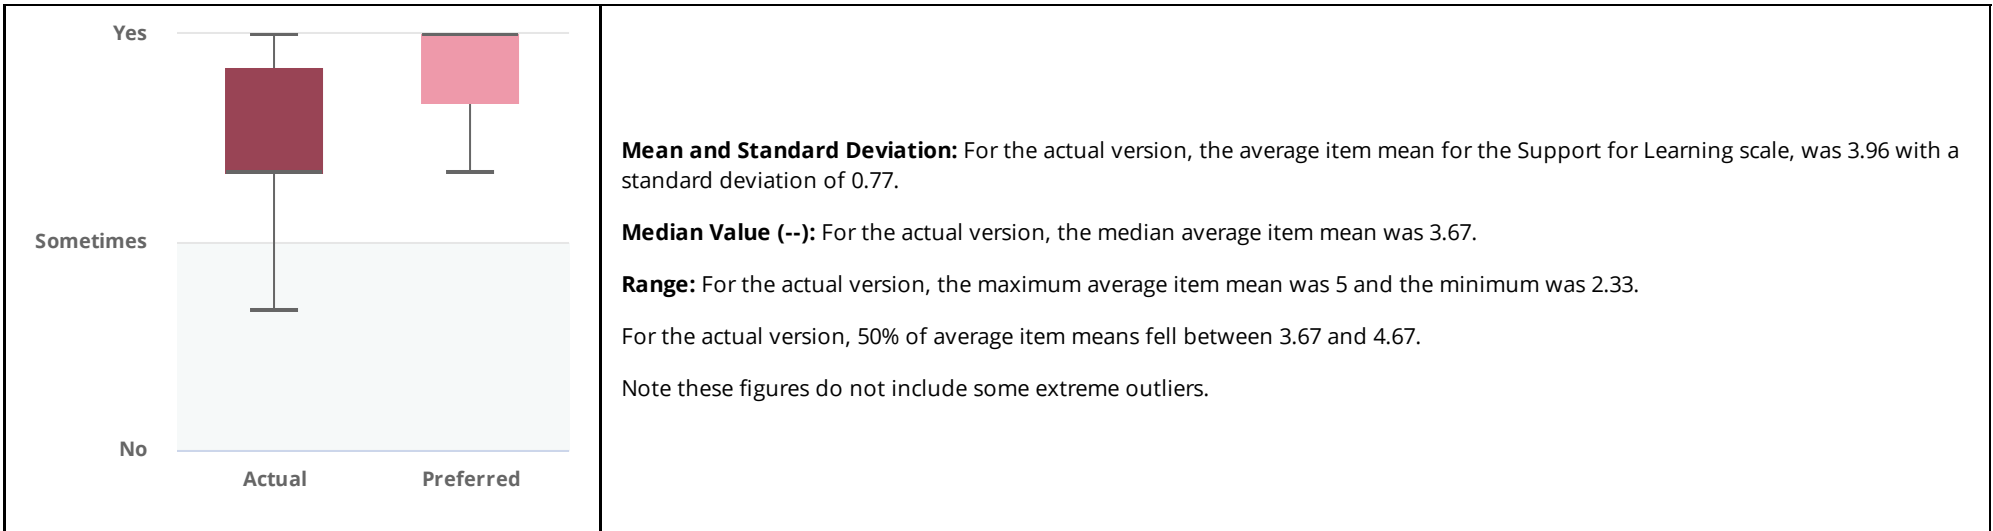 Yes
Sometimes
No
Actual
Preferred
Mean and Standard Deviation: For the actual version, the average item mean for the Support for Learning scale, was 3.96 with a
standard deviation of 0.77.
Median Value (--): For the actual version, the median average item mean was 3.67.
Range: For the actual version, the maximum average item mean was 5 and the minimum was 2.33.
For the actual version, 50% of average item means fell between 3.67 and 4.67.
Note these figures do not include some extreme outliers.